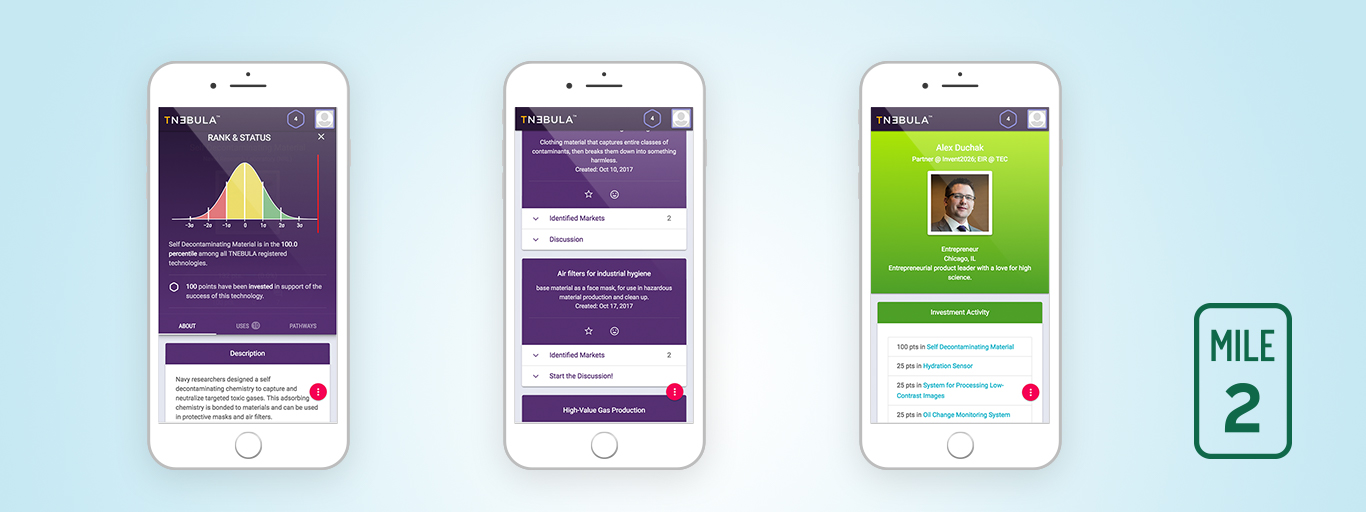 TNEBULA™
4
RANK & STATUS
-3σ -2σ -1σ 0 1σ 2σ 3σ
Self Decontaminating Material is in the 100.0
percentile among all TNEBULA registered
technologies.
100 points have been invested in support of the
success of this technology.
ABOUT USES 10 PATHWAYS
Description
Navy researchers designed a self
decontaminating chemistry to capture and
neutralize targeted toxic gases. This adsorbing
chemistry is bonded to materials and can be used
in protective masks and air filters.
TNEBULA™
4
Clothing material that captures entire classes of
contaminants, then breaks them down into something
harmless.
Created: Oct 10, 2017
Identified Markets 2
Discussion
Air filters for industrial hygiene
base material as a face mask, for use in hazardous
material production and clean up.
Created: Oct 17, 2017
Identified Markets 2
Start the Discussion!
High-Value Gas Production
TNEBULA™
4
Alex Duchak
Partner @ Invent2026; EIR @ TEC
Entrepreneur
Chicago, IL
Entrepreneurial product leader with a love for high
science.
Investment Activity
100 pts in Self Decontaminating Material
25 pts in Hydration Sensor
25 pts in System for Processing Low-
Contrast Images
25 pts in Oil Change Monitoring System
MILE
2